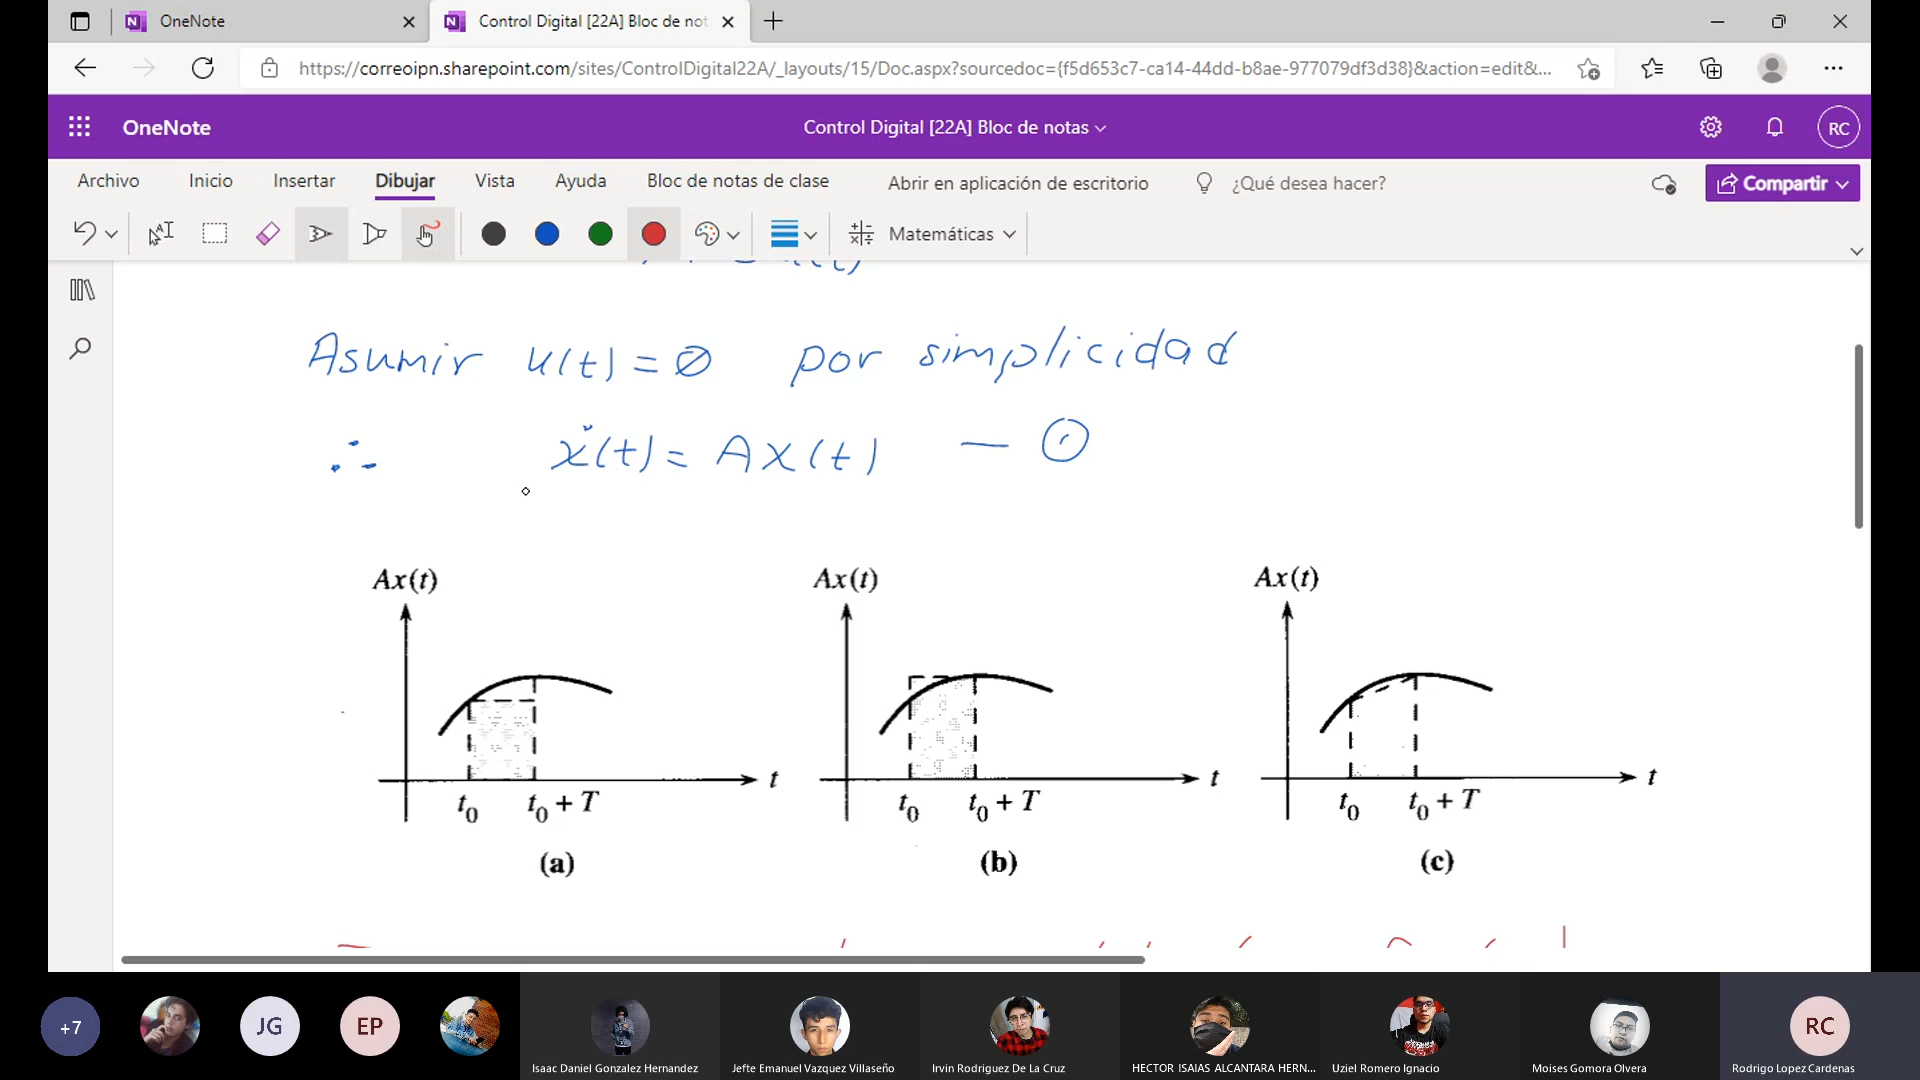 OneNote
Control Digital [22A] Bloc de not
https://correoipn.sharepoint.com/sites/ControlDigital22A/_layouts/15/Doc.aspx?sourcedoc={f5d653c7-ca14-44dd-b8ae-977079df3d38}&action=edit&...
OneNote
Control Digital [22A] Bloc de notas
RC
Archivo Inicio Insertar Dibujar Vista Ayuda Bloc de notas de clase Abrir en aplicación de escritorio ¿Qué desea hacer? Compartir
Matemáticas
Asumir u(t) = ∅ por simplicidad
∴ ẋ(t) = A x(t) — ①
Ax(t) Ax(t) Ax(t)
t t t
t₀ t₀ + T t₀ t₀ + T t₀ t₀ + T
(a) (b) (c)
+7 JG EP RC
Isaac Daniel Gonzalez Hernandez Jefte Emanuel Vazquez Villaseño Irvin Rodriguez De La Cruz HECTOR ISAIAS ALCANTARA HERN... Uziel Romero Ignacio Moises Gomora Olvera Rodrigo Lopez Cardenas